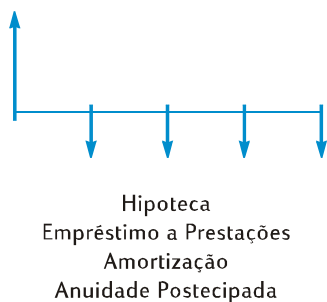 Hipoteca
Empréstimo a Prestações
Amortização
Anuidade Postecipada